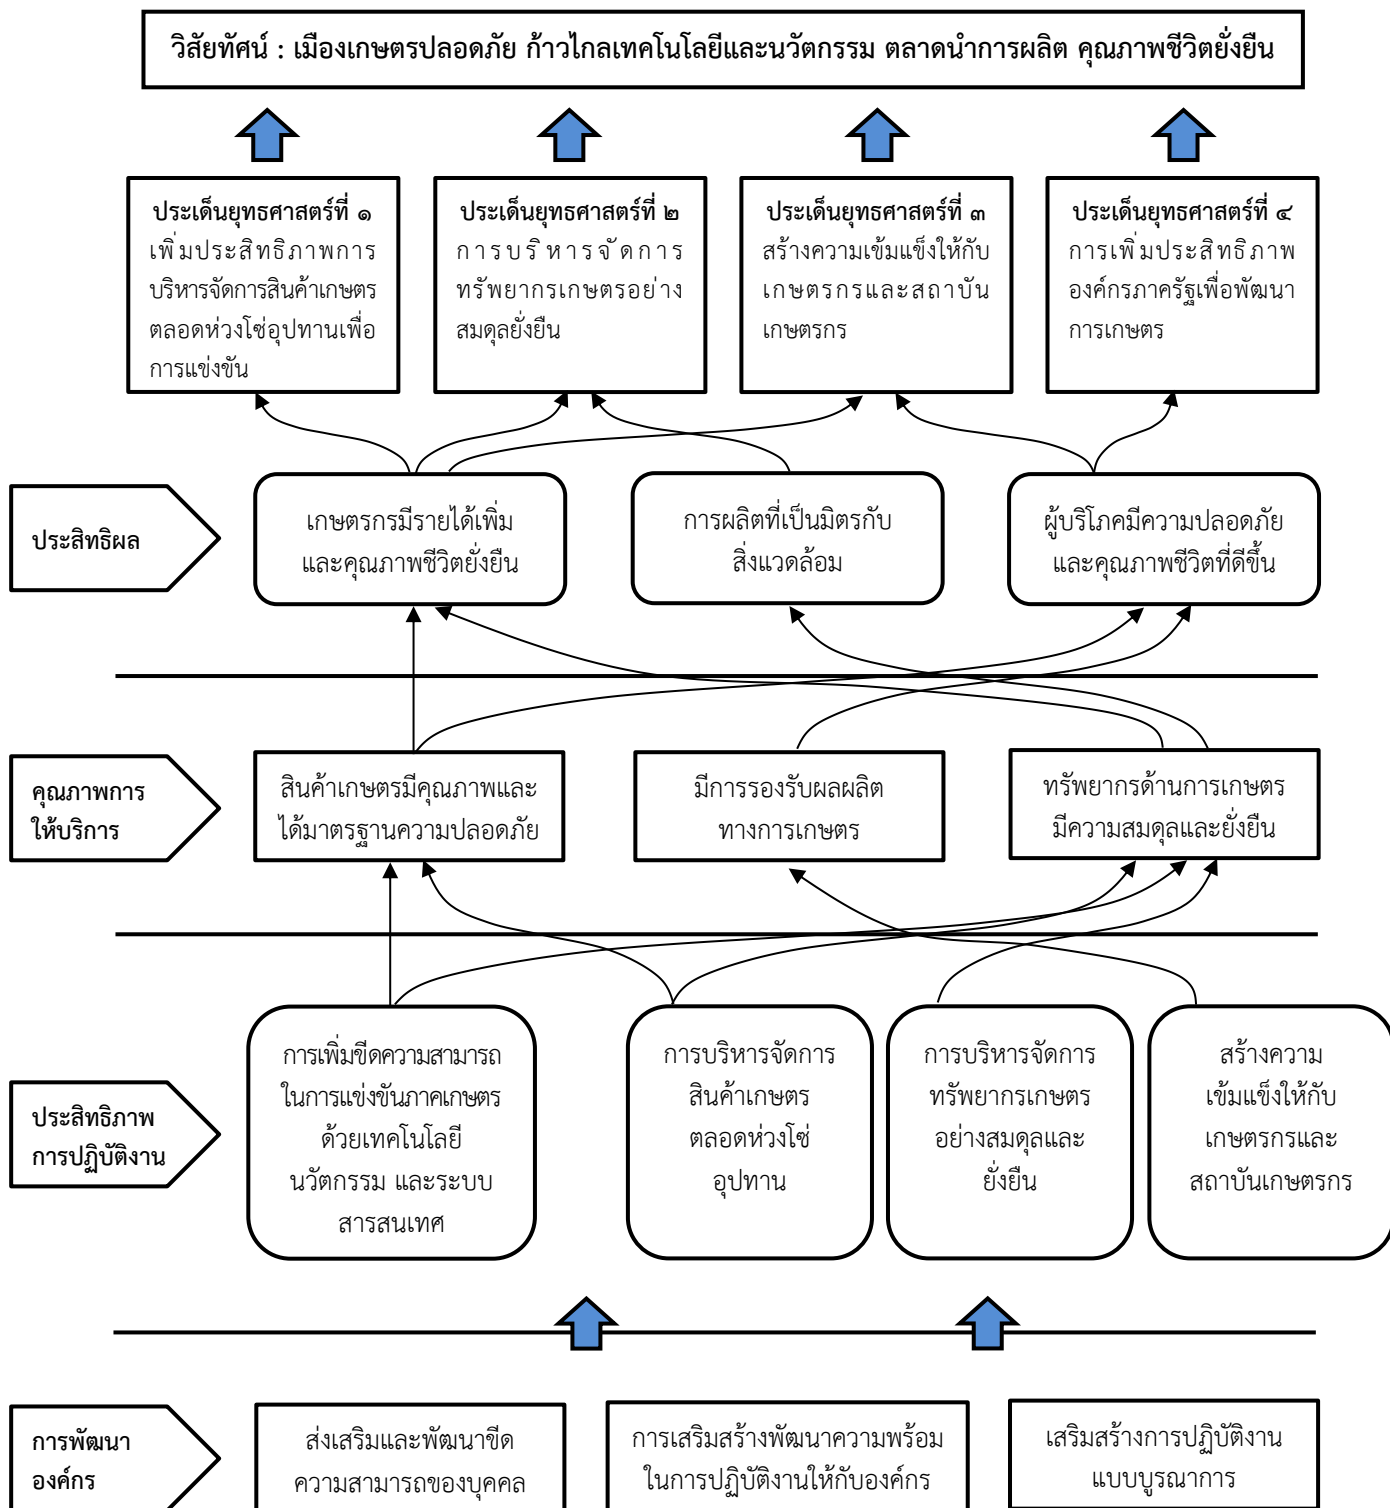 วิสัยทัศน์ : เมืองเกษตรปลอดภัย ก้าวไกลเทคโนโลยีและนวัตกรรม ตลาดนำการผลิต คุณภาพชีวิตยั่งยืน
ประเด็นยุทธศาสตร์ที่ ๑
เพิ่มประสิทธิภาพการ
บริหารจัดการสินค้าเกษตร
ตลอดห่วงโซ่อุปทานเพื่อ
การแข่งขัน
ประเด็นยุทธศาสตร์ที่ ๒
การบริหารจัดการ
ทรัพยากรเกษตรอย่าง
สมดุลยั่งยืน
ประเด็นยุทธศาสตร์ที่ ๓
สร้างความเข้มแข็งให้กับ
เกษตรกรและสถาบัน
เกษตรกร
ประเด็นยุทธศาสตร์ที่ ๔
การเพิ่มประสิทธิภาพ
องค์กรภาครัฐเพื่อพัฒนา
การเกษตร
ประสิทธิผล
เกษตรกรมีรายได้เพิ่ม
และคุณภาพชีวิตยั่งยืน
การผลิตที่เป็นมิตรกับ
สิ่งแวดล้อม
ผู้บริโภคมีความปลอดภัย
และคุณภาพชีวิตที่ดีขึ้น
คุณภาพการ
ให้บริการ
สินค้าเกษตรมีคุณภาพและ
ได้มาตรฐานความปลอดภัย
มีการรองรับผลผลิต
ทางการเกษตร
ทรัพยากรด้านการเกษตร
มีความสมดุลและยั่งยืน
ประสิทธิภาพ
การปฏิบัติงาน
การเพิ่มขีดความสามารถ
ในการแข่งขันภาคเกษตร
ด้วยเทคโนโลยี
นวัตกรรม และระบบ
สารสนเทศ
การบริหารจัดการ
สินค้าเกษตร
ตลอดห่วงโซ่
อุปทาน
การบริหารจัดการ
ทรัพยากรเกษตร
อย่างสมดุลและ
ยั่งยืน
สร้างความ
เข้มแข็งให้กับ
เกษตรกรและ
สถาบันเกษตรกร
การพัฒนา
องค์กร
ส่งเสริมและพัฒนาขีด
ความสามารถของบุคคล
การเสริมสร้างพัฒนาความพร้อม
ในการปฏิบัติงานให้กับองค์กร
เสริมสร้างการปฏิบัติงาน
แบบบูรณาการ